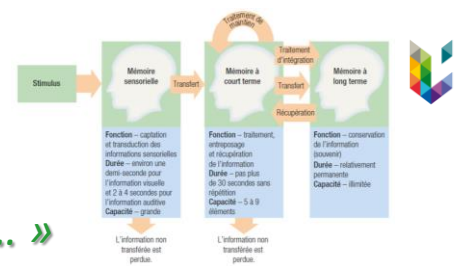 Traitement de
maintien
Stimulus
Mémoire
sensorielle
Transfert
Mémoire à
court terme
Traitement
d'intégration
Transfert
Récupération
Mémoire à
long terme
Fonction – captation
et transduction des
informations sensorielles
Durée – environ une
demi-seconde pour
l'information visuelle
et 2 à 4 secondes pour
l'information auditive
Capacité – grande
Fonction – traitement,
entreposage
et récupération
de l'information
Durée – pas plus
de 30 secondes sans
répétition
Capacité – 5 à 9
éléments
Fonction – conservation
de l'information
(souvenir)
Durée – relativement
permanente
Capacité – illimitée
L'information non
transférée est
perdue.
L'information non
transférée est
perdue.
.. »